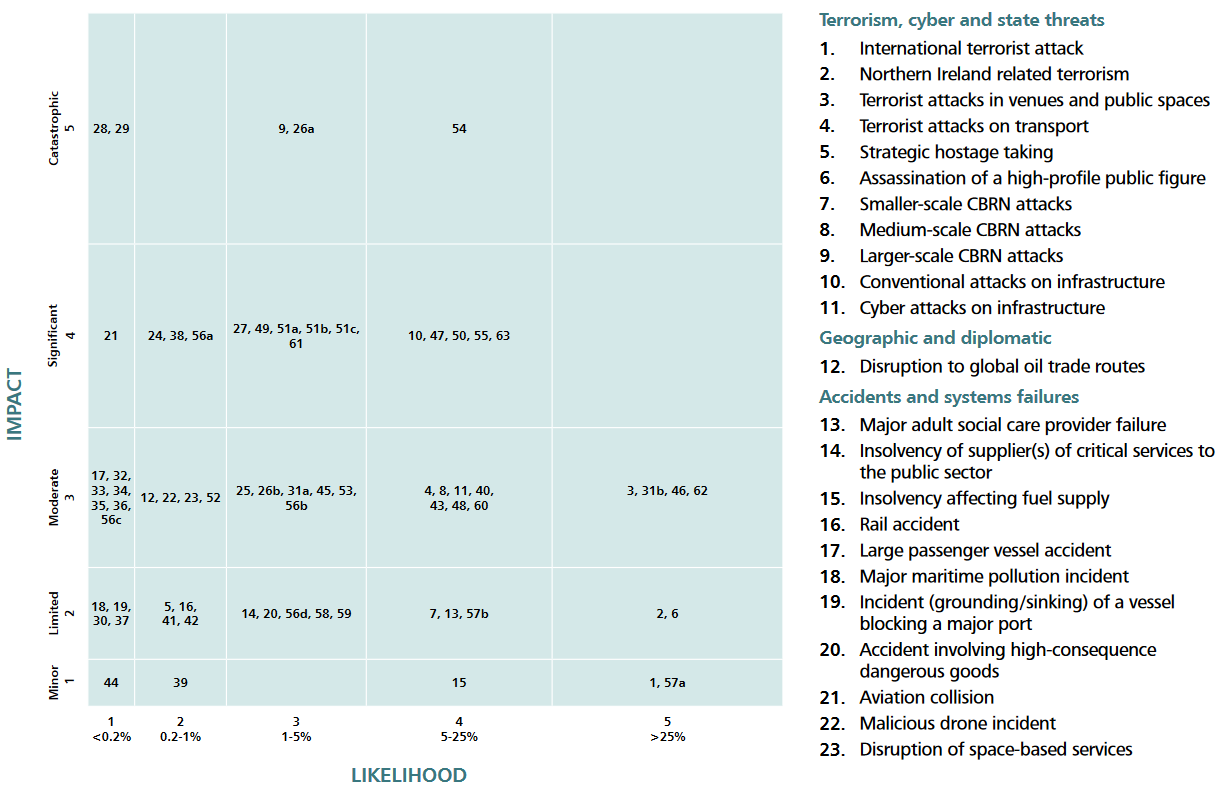 IMPACT
Catastrophic
5
28, 29
9, 26a
54
Significant
4
21
24, 38, 56a
27, 49, 51a, 51b, 51c,
61
10, 47, 50, 55, 63
Moderate
3
17, 32,
33, 34,
35, 36,
56c
12, 22, 23, 52
25, 26b, 31a, 45, 53,
56b
4, 8, 11, 40,
43, 48, 60
3, 31b, 46, 62
Limited
2
18, 19,
30, 37
5, 16,
41, 42
14, 20, 56d, 58, 59
7, 13, 57b
2, 6
Minor
1
44
39
15
1, 57a
1
<0.2%
2
0.2-1%
3
1-5%
4
5-25%
5
>25%
LIKELIHOOD
Terrorism, cyber and state threats
1. International terrorist attack
2. Northern Ireland related terrorism
3. Terrorist attacks in venues and public spaces
4. Terrorist attacks on transport
5. Strategic hostage taking
6. Assassination of a high-profile public figure
7. Smaller-scale CBRN attacks
8. Medium-scale CBRN attacks
9. Larger-scale CBRN attacks
10. Conventional attacks on infrastructure
11. Cyber attacks on infrastructure
Geographic and diplomatic
12. Disruption to global oil trade routes
Accidents and systems failures
13. Major adult social care provider failure
14. Insolvency of supplier(s) of critical services to
the public sector
15. Insolvency affecting fuel supply
16. Rail accident
17. Large passenger vessel accident
18. Major maritime pollution incident
19. Incident (grounding/sinking) of a vessel
blocking a major port
20. Accident involving high-consequence
dangerous goods
21. Aviation collision
22. Malicious drone incident
23. Disruption of space-based services